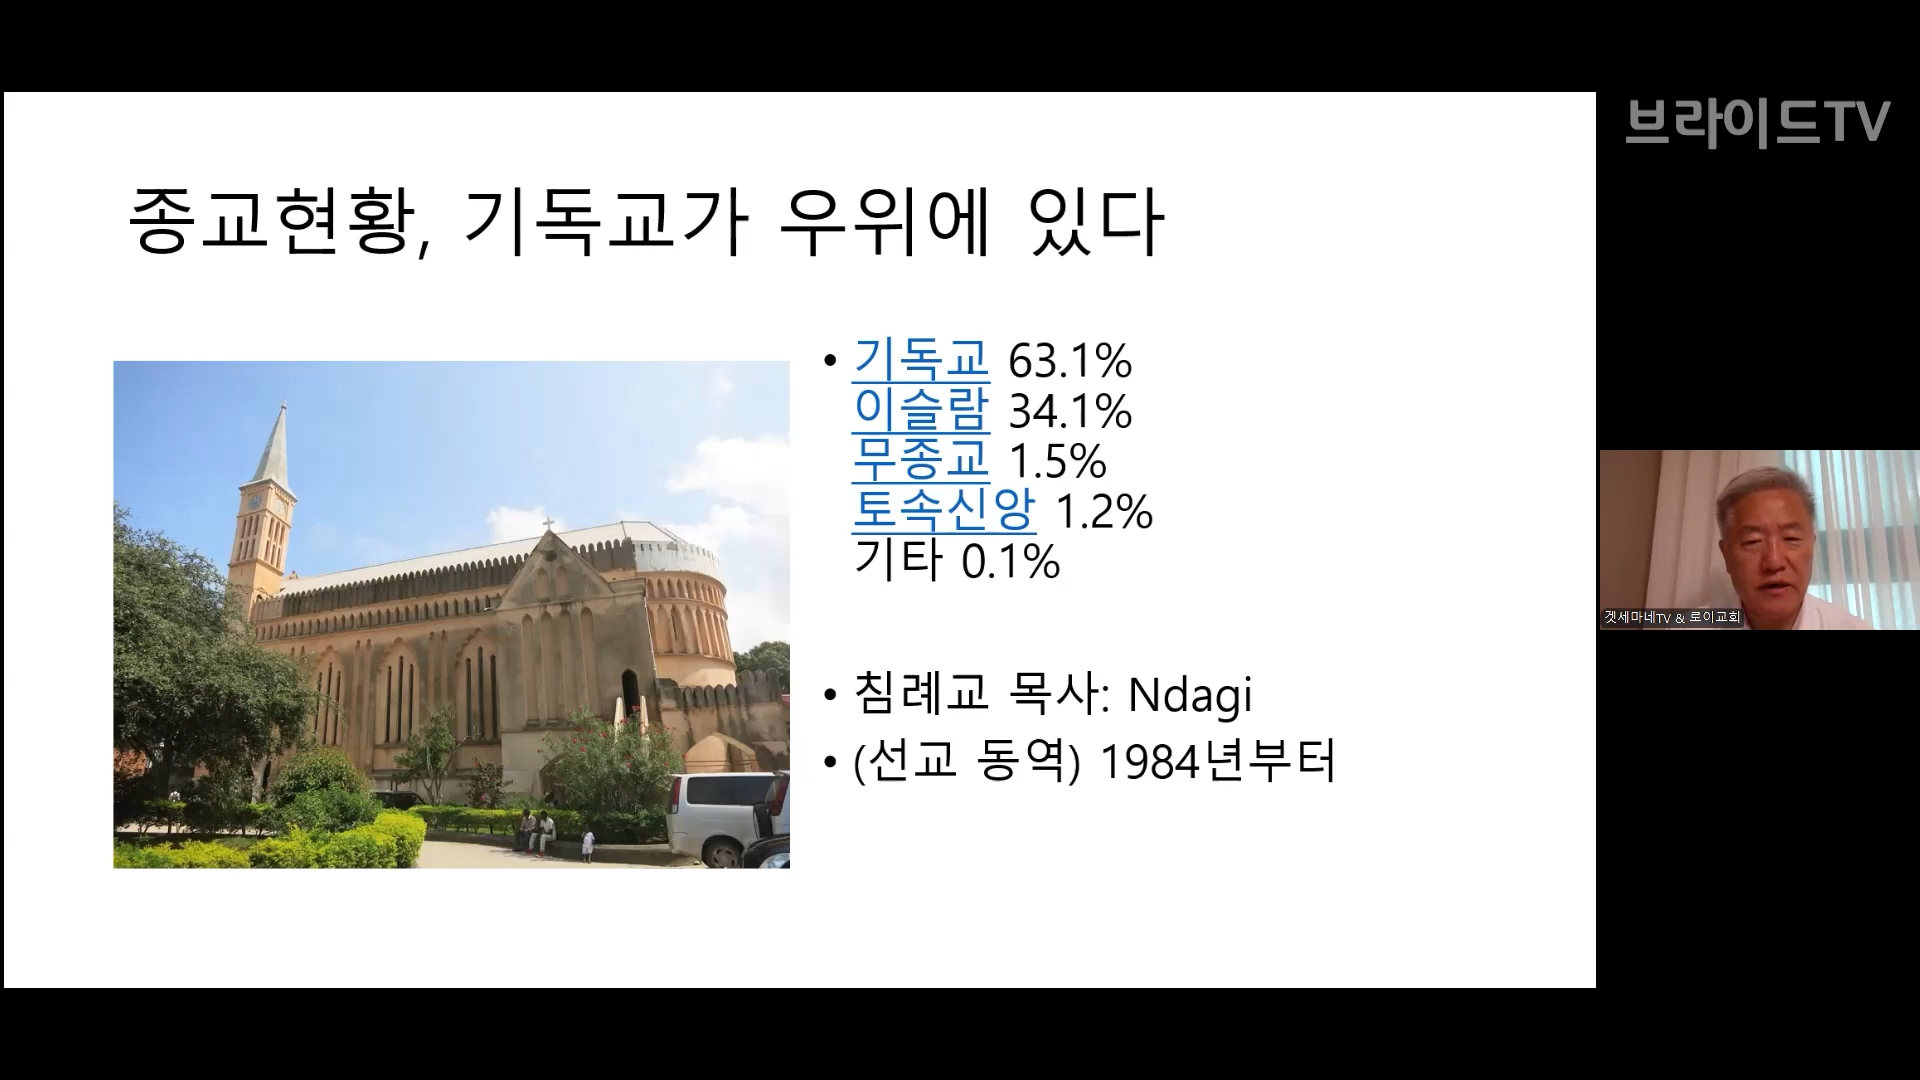 브라이드TV
종교현황, 기독교가 우위에 있다
• 기독교 63.1%
이슬람 34.1%
무종교 1.5%
토속신앙 1.2%
기타 0.1%
• 침례교 목사: Ndagi
• (선교 동역) 1984년부터
겟세마네TV & 로이교회